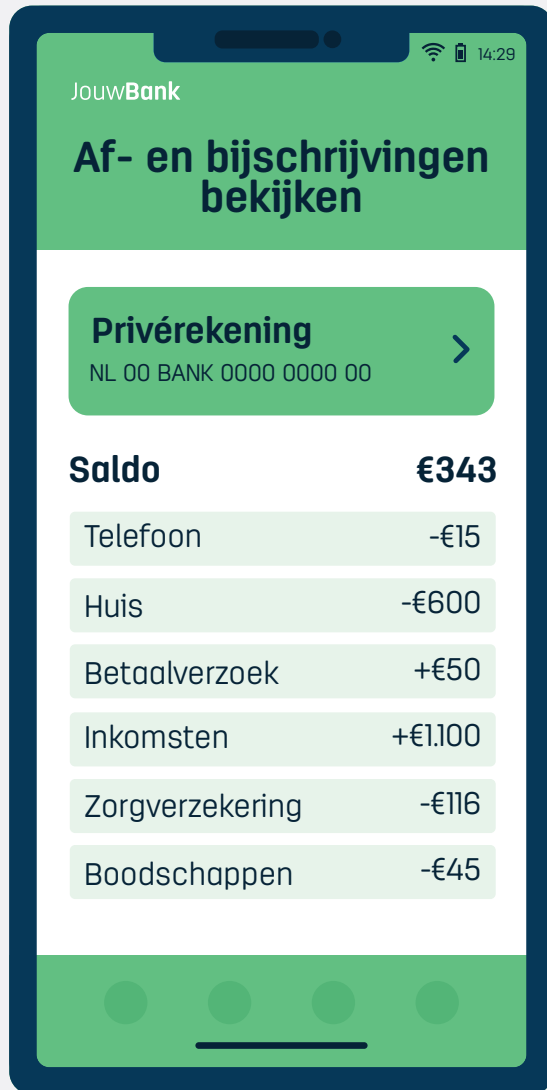 14:29
JouwBank
Af- en bijschrijvingen
bekijken
Privérekening
NL 00 BANK 0000 0000 00
Saldo €343
Telefoon -€15
Huis -€600
Betaalverzoek +€50
Inkomsten +€1.100
Zorgverzekering -€116
Boodschappen -€45